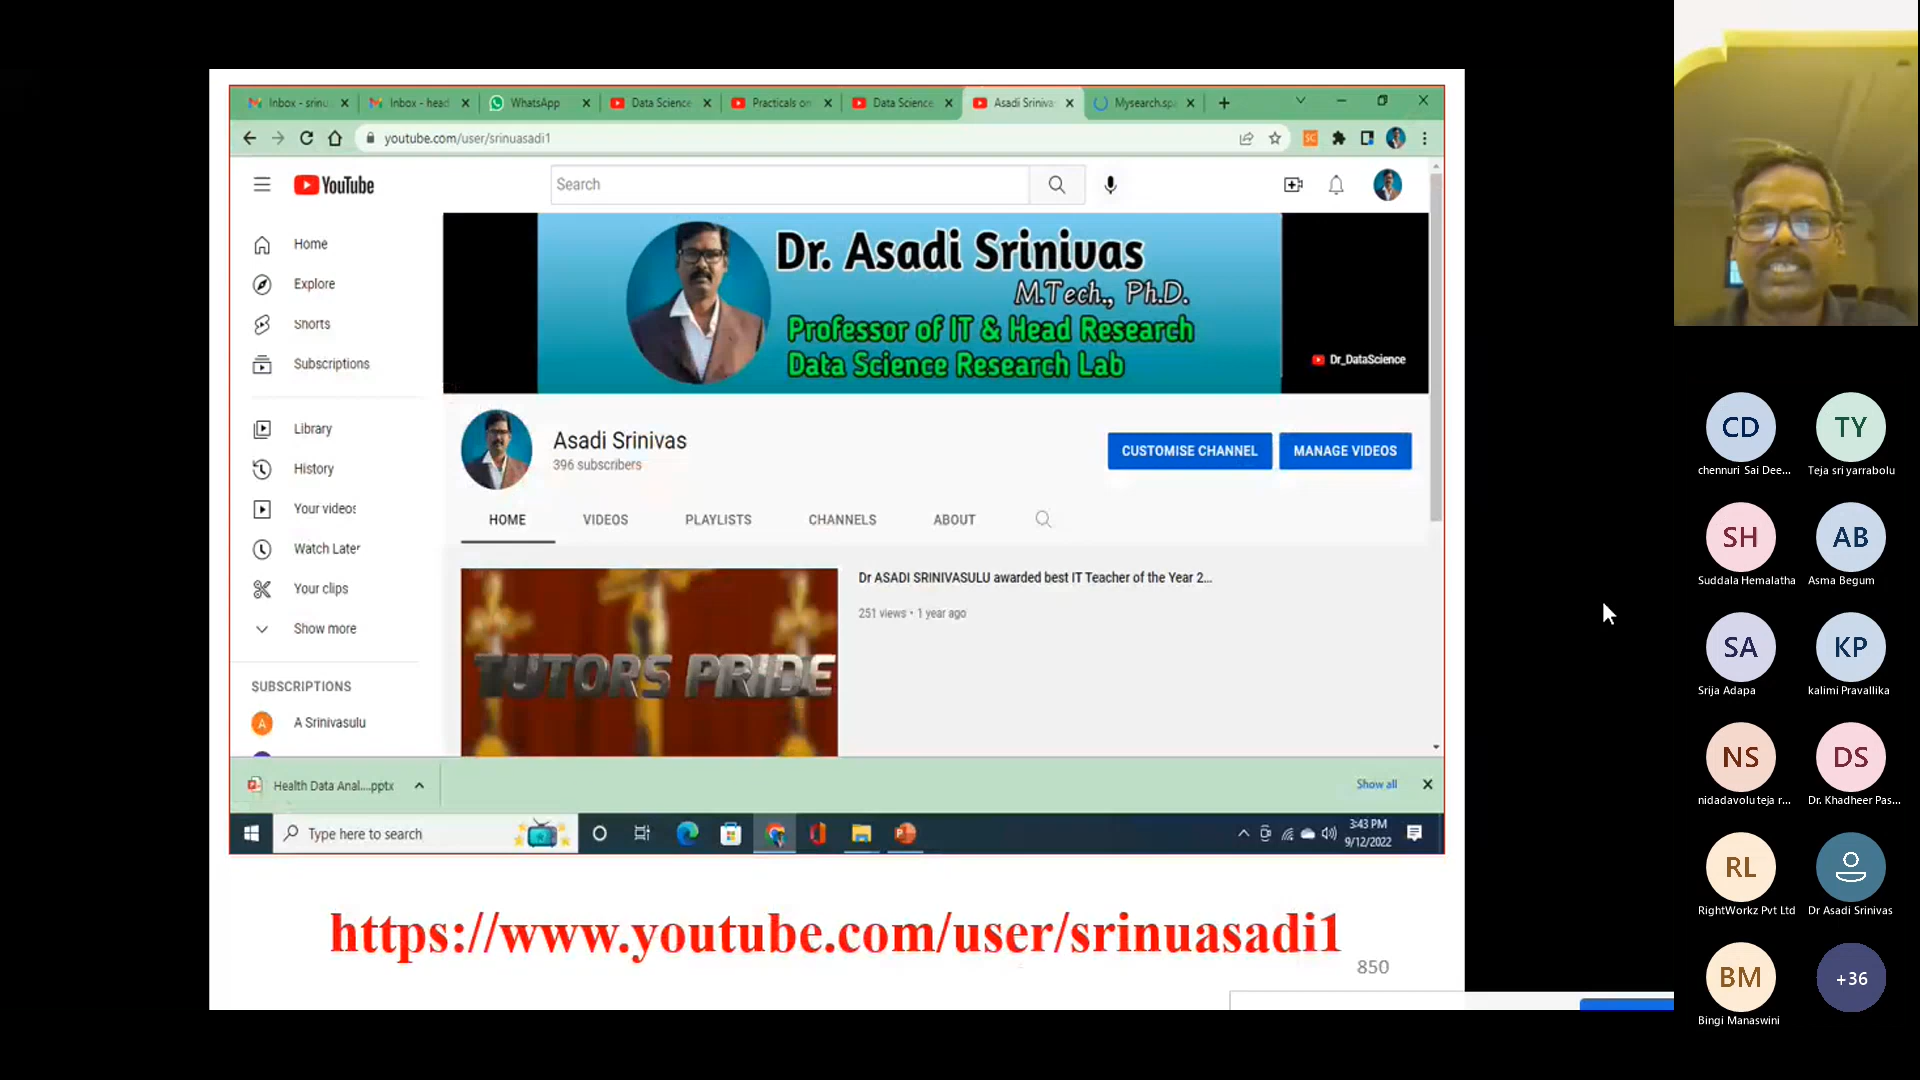 Inbox - srinu
Inbox - head
WhatsApp
Data Science
Practicals on
Data Science
Asadi Sriniva
Mysearch.sp
youtube.com/user/srinuasadi1
YouTube
Search
Home
Explore
Shorts
Subscriptions
Library
History
Your videos
Watch Later
Your clips
Show more
SUBSCRIPTIONS
A
A Srinivasulu
Dr. Asadi Srinivas
M.Tech., Ph.D.
Professor of IT & Head Research
Data Science Research Lab
Dr_DataScience
Asadi Srinivas
396 subscribers
CUSTOMISE CHANNEL
MANAGE VIDEOS
HOME
VIDEOS
PLAYLISTS
CHANNELS
ABOUT
TUTORS PRIDE
Dr ASADI SRINIVASULU awarded best IT Teacher of the Year 2...
251 views • 1 year ago
Health Data Anal....pptx
Show all
Type here to search
3:43 PM
9/12/2022
https://www.youtube.com/user/srinuasadi1
850
CD
chennuri Sai Dee...
TY
Teja sri yarrabolu
SH
Suddala Hemalatha
AB
Asma Begum
SA
Srija Adapa
KP
kalimi Pravallika
NS
nidadavolu teja r...
DS
Dr. Khadheer Pas...
RL
RightWorkz Pvt Ltd
Dr Asadi Srinivas
BM
Bingi Manaswini
+36